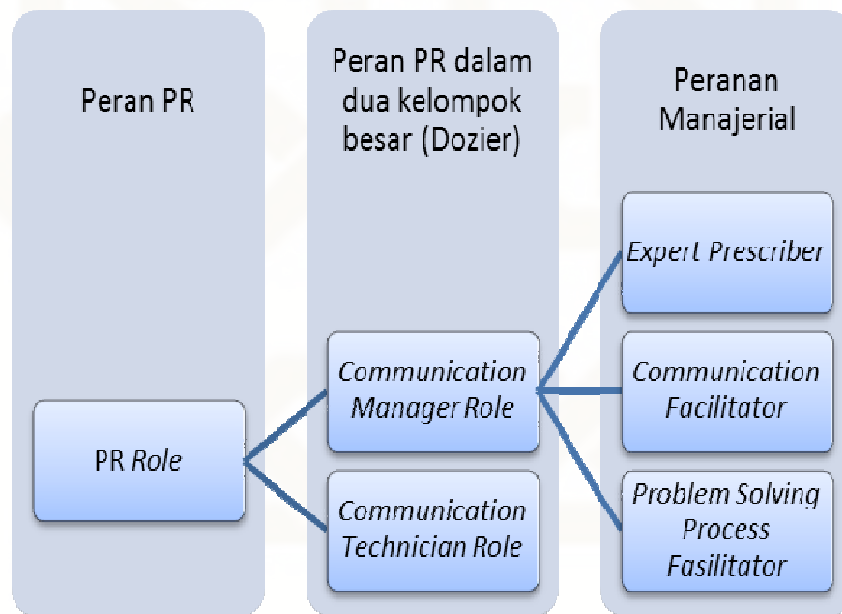 Peran PR
Peran PR dalam
dua kelompok
besar (Dozier)
Peranan
Manajerial
PR Role
Communication
Manager Role
Communication
Technician Role
Expert Prescriber
Communication
Facilitator
Problem Solving
Process
Fasilitator